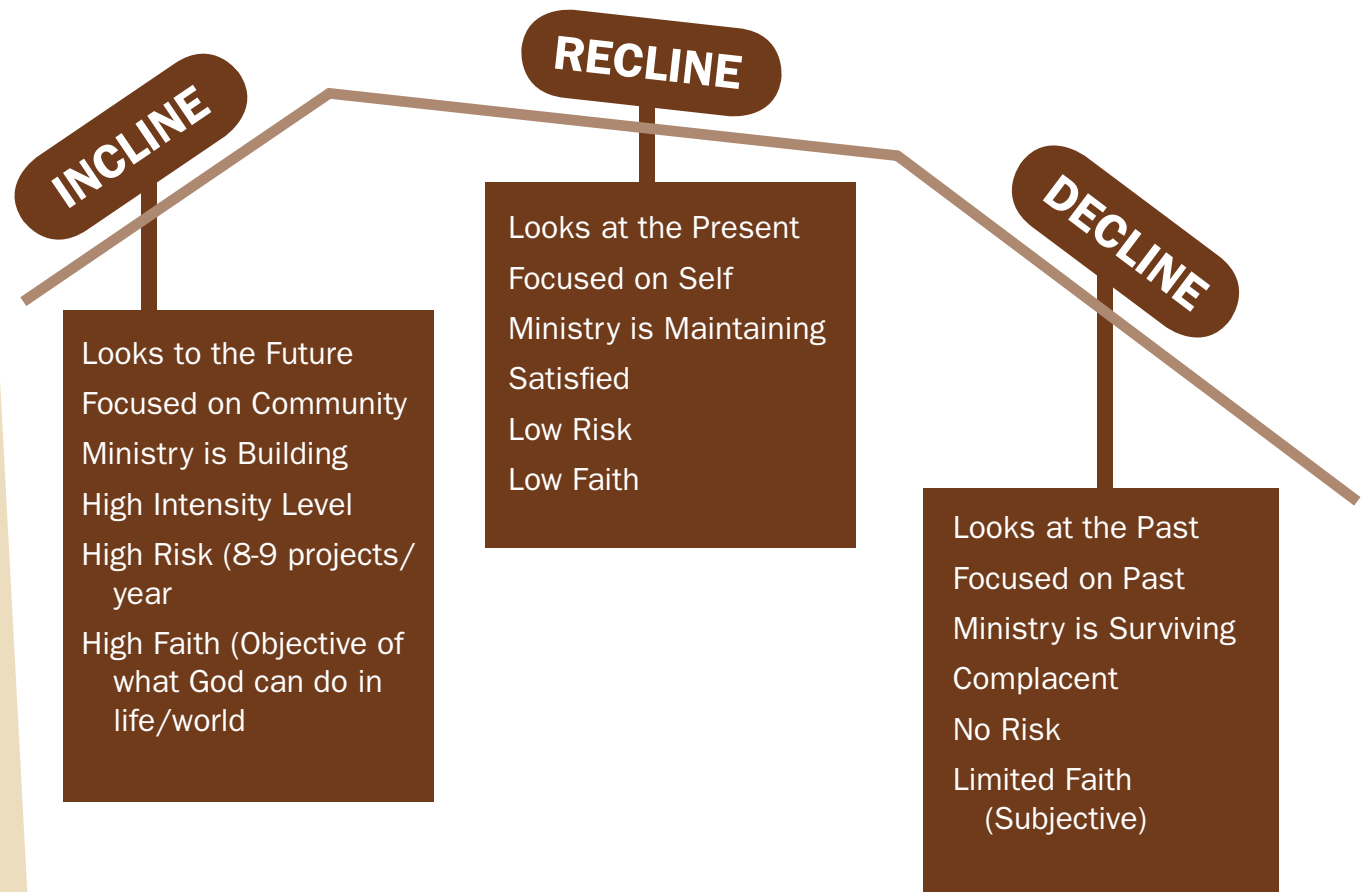 INCLINE
Looks to the Future
Focused on Community
Ministry is Building
High Intensity Level
High Risk (8-9 projects/
year
High Faith (Objective of
what God can do in
life/world
RECLINE
Looks at the Present
Focused on Self
Ministry is Maintaining
Satisfied
Low Risk
Low Faith
DECLINE
Looks at the Past
Focused on Past
Ministry is Surviving
Complacent
No Risk
Limited Faith
(Subjective)